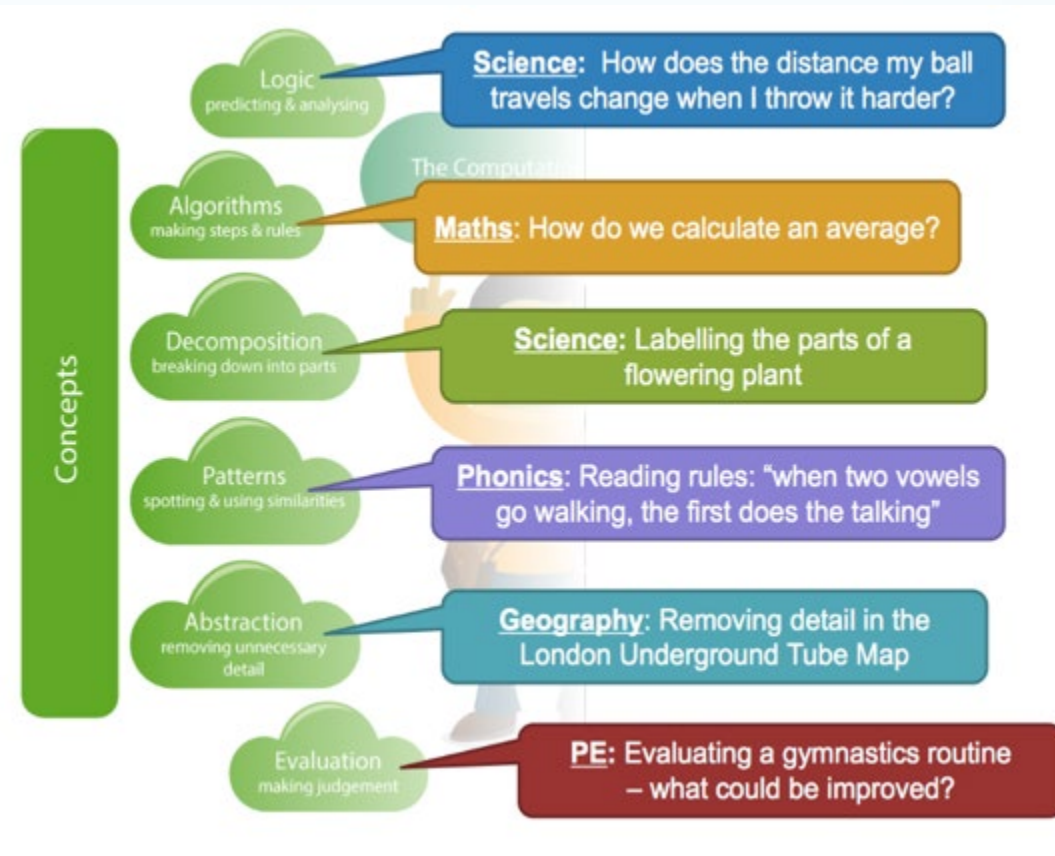 Concepts
Logic
predicting & analysing
Science: How does the distance my ball
travels change when I throw it harder?
The
Algorithms
making steps & rules
Maths: How do we calculate an average?
Decomposition
breaking down into parts
Science: Labelling the parts of a
flowering plant
Patterns
spotting & using similarities
Phonics: Reading rules: “when two vowels
go walking, the first does the talking”
Abstraction
removing unnecessary
detail
Geography: Removing detail in the
London Underground Tube Map
Evaluation
making judgement
PE: Evaluating a gymnastics routine
– what could be improved?